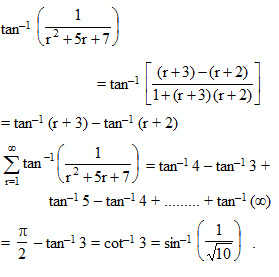 tan⁻¹ (1/(r² + 5r + 7))
= tan⁻¹ [((r+3)–(r+2))/(1+(r+3)(r+2))]
= tan⁻¹ (r + 3) – tan⁻¹ (r + 2)
∑_{r=1}^{∞} tan⁻¹(1/(r² + 5r + 7)) = tan⁻¹ 4 – tan⁻¹ 3 +
tan⁻¹ 5 – tan⁻¹ 4 + ......... + tan⁻¹ (∞)
= π/2 – tan⁻¹ 3 = cot⁻¹ 3 = sin⁻¹ (1/√10) .